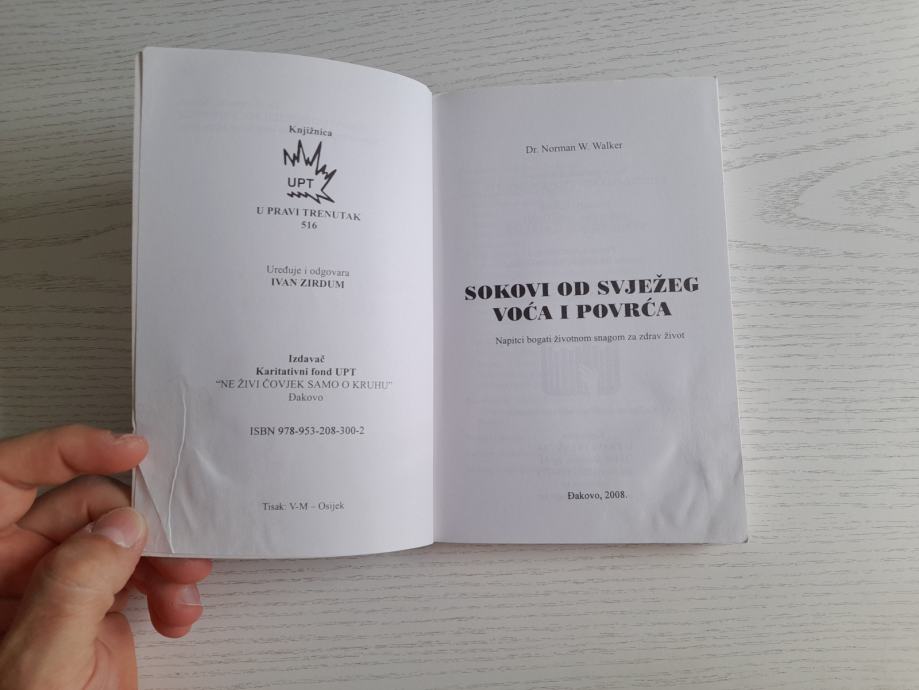 Knjižnica
UPT
U PRAVI TRENUTAK
516
Uređuje i odgovara
IVAN ZIRDUM
Izdavač
Karitativni fond UPT
“NE ŽIVI ČOVJEK SAMO O KRUHU”
Đakovo
ISBN 978-953-208-300-2
Tisak: V-M – Osijek
Dr. Norman W. Walker
SOKOVI OD SVJEŽEG
VOĆA I POVRĆA
Napitci bogati životnom snagom za zdrav život
Đakovo, 2008.